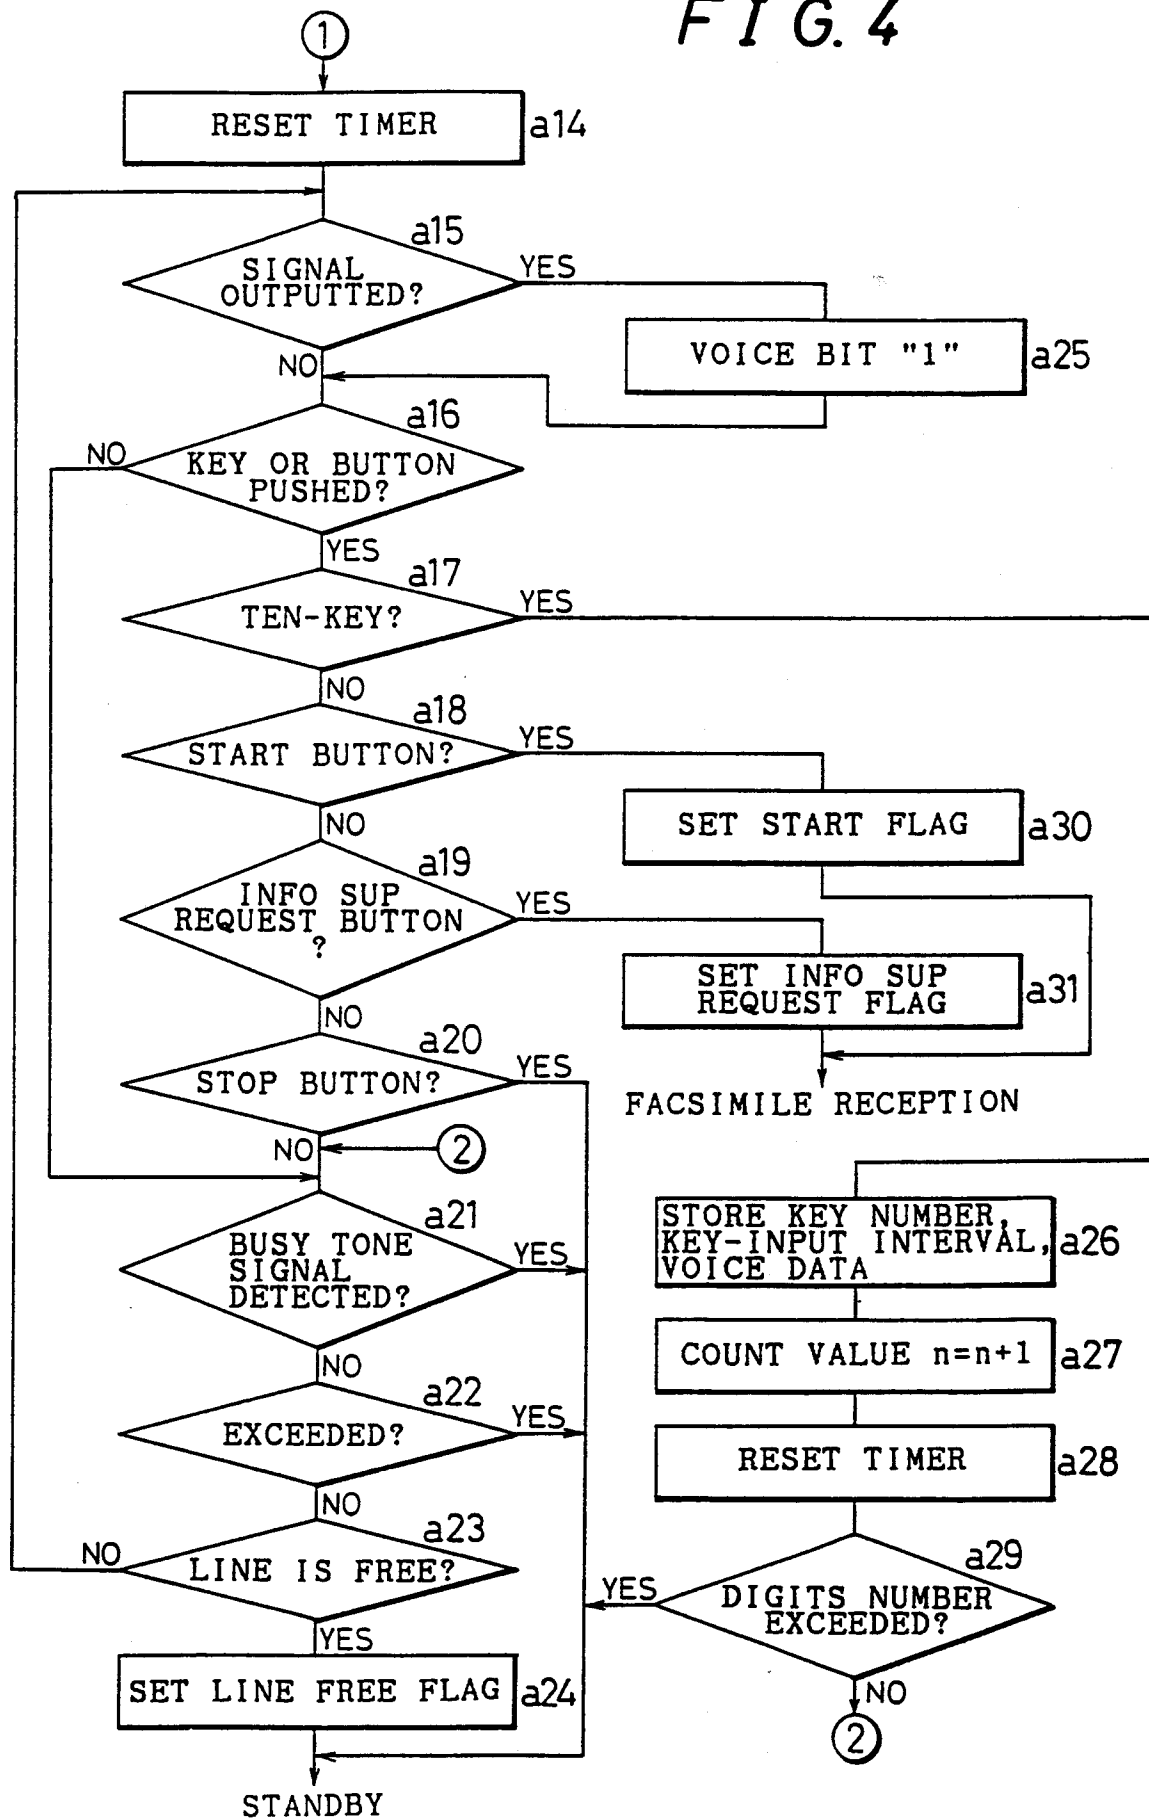 FIG. 4
1
RESET TIMER
a14
a15
SIGNAL
OUTPUTTED?
YES
NO
VOICE BIT "1"
a25
a16
NO
KEY OR BUTTON
PUSHED?
YES
a17
TEN-KEY?
YES
NO
a18
START BUTTON?
YES
NO
SET START FLAG
a30
a19
INFO SUP
REQUEST BUTTON
?
YES
NO
SET INFO SUP
REQUEST FLAG
a31
a20
STOP BUTTON?
YES
FACSIMILE RECEPTION
NO
2
a21
BUSY TONE
SIGNAL
DETECTED?
YES
NO
STORE KEY NUMBER,
KEY-INPUT INTERVAL,
VOICE DATA
a26
COUNT VALUE n=n+1
a27
a22
EXCEEDED?
YES
NO
RESET TIMER
a28
a23
NO
LINE IS FREE?
YES
a29
YES
DIGITS NUMBER
EXCEEDED?
NO
2
SET LINE FREE FLAG
a24
STANDBY